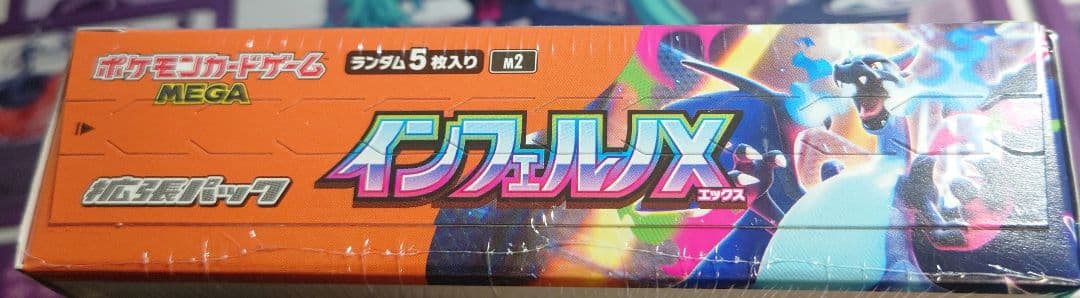 ポケモンカードゲーム
MEGA
ランダム5枚入り
M2
拡張パック
インフェルノX
エックス